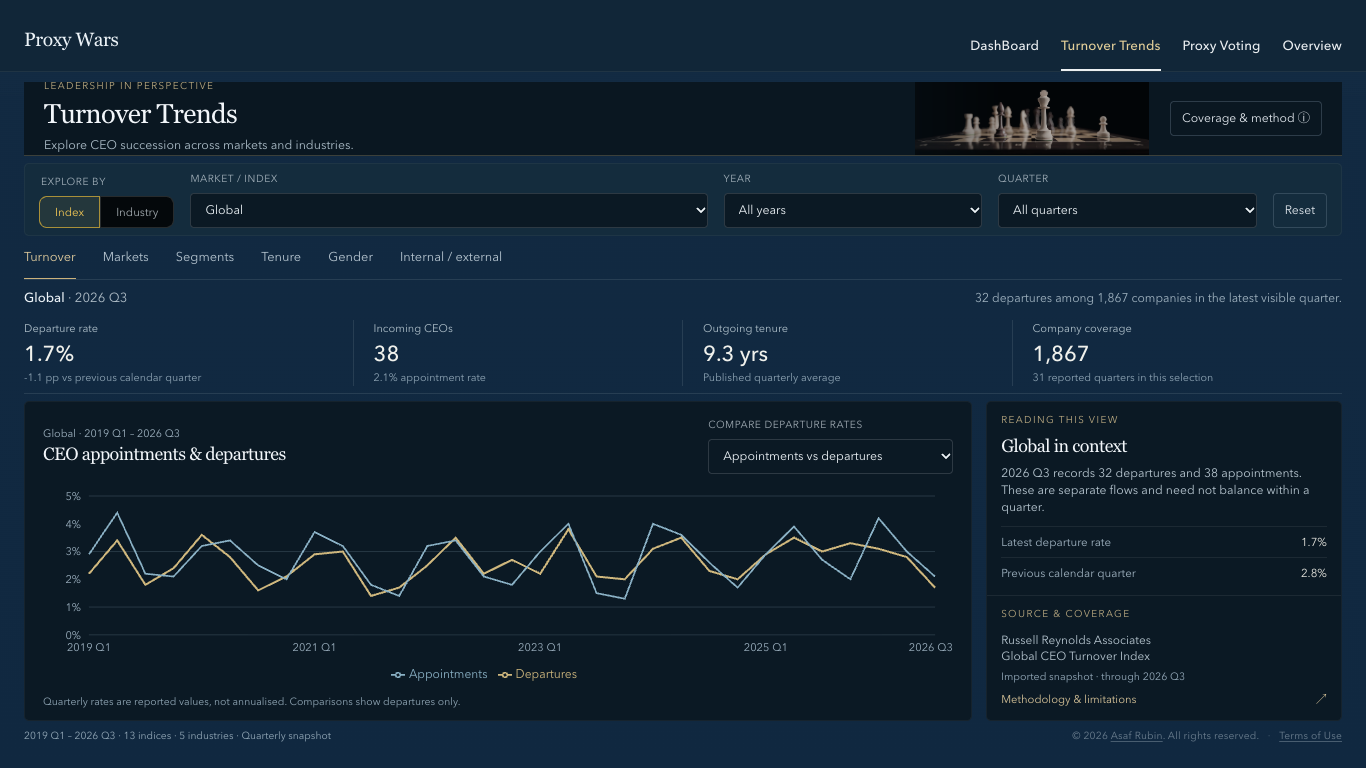 Proxy Wars
DashBoard Turnover Trends Proxy Voting Overview
LEADERSHIP IN PERSPECTIVE
Turnover Trends
Explore CEO succession across markets and industries.
Coverage & method ⓘ
EXPLORE BY
Index Industry
MARKET / INDEX
Global
YEAR
All years
QUARTER
All quarters
Reset
Turnover Markets Segments Tenure Gender Internal / external
Global · 2026 Q3
32 departures among 1,867 companies in the latest visible quarter.
Departure rate
1.7%
-1.1 pp vs previous calendar quarter
Incoming CEOs
38
2.1% appointment rate
Outgoing tenure
9.3 yrs
Published quarterly average
Company coverage
1,867
31 reported quarters in this selection
Global · 2019 Q1 – 2026 Q3
CEO appointments & departures
COMPARE DEPARTURE RATES
Appointments vs departures
5%
4%
3%
2%
1%
0%
2019 Q1 2021 Q1 2023 Q1 2025 Q1 2026 Q3
Appointments Departures
Quarterly rates are reported values, not annualised. Comparisons show departures only.
READING THIS VIEW
Global in context
2026 Q3 records 32 departures and 38 appointments.
These are separate flows and need not balance within a
quarter.
Latest departure rate 1.7%
Previous calendar quarter 2.8%
SOURCE & COVERAGE
Russell Reynolds Associates
Global CEO Turnover Index
Imported snapshot · through 2026 Q3
Methodology & limitations ↗
2019 Q1 – 2026 Q3 · 13 indices · 5 industries · Quarterly snapshot
© 2026 Asaf Rubin. All rights reserved. · Terms of Use